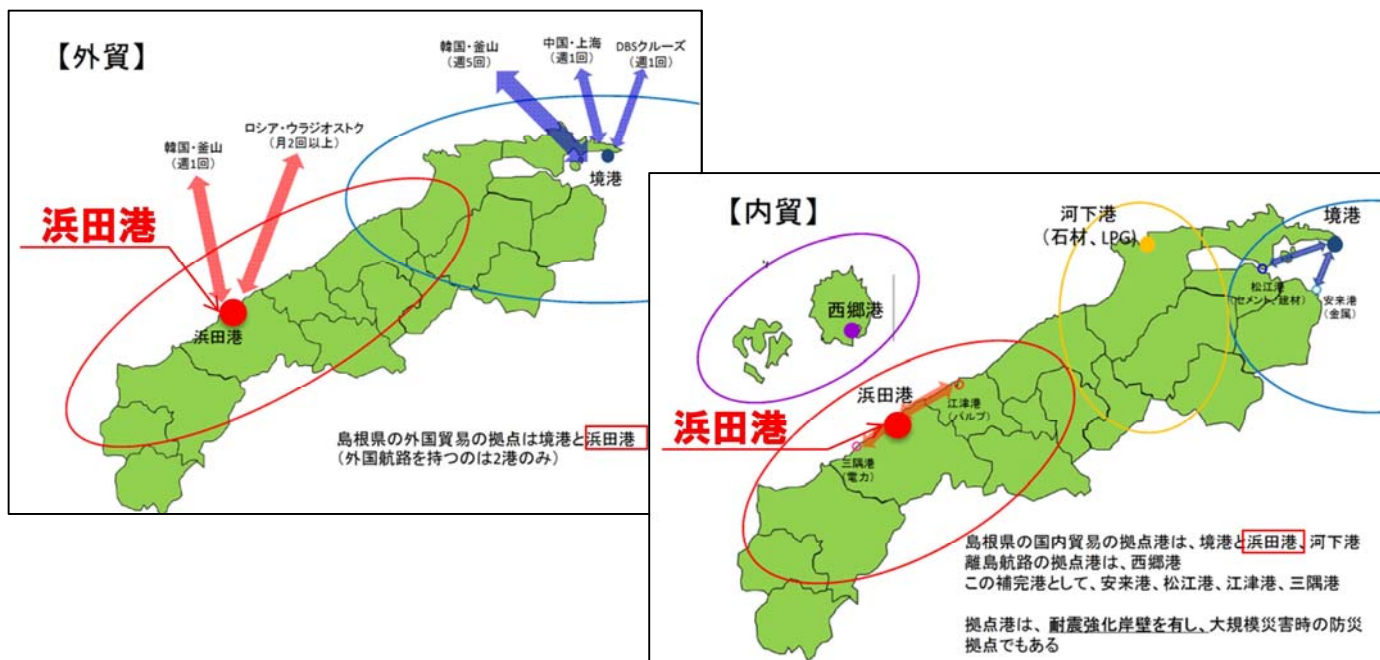 【外貿】
韓国・釜山
(週5回)
中国・上海
(週1回)
DBSクルーズ
(週1回)
韓国・釜山
(週1回)
ロシア・ウラジオストク
(月2回以上)
境港
浜田港
浜田港
島根県の外国貿易の拠点は境港と浜田港
(外国航路を持つのは2港のみ)
【内貿】
河下港
(石材、LPG)
境港
松江港
(セメント、建材)
安来港
(金属)
西郷港
浜田港
江津港
(パルプ)
浜田港
三隅港
(電力)
島根県の国内貿易の拠点港は、境港と浜田港、河下港
離島航路の拠点港は、西郷港
この補完港として、安来港、松江港、江津港、三隅港
拠点港は、耐震強化岸壁を有し、大規模災害時の防災
拠点でもある